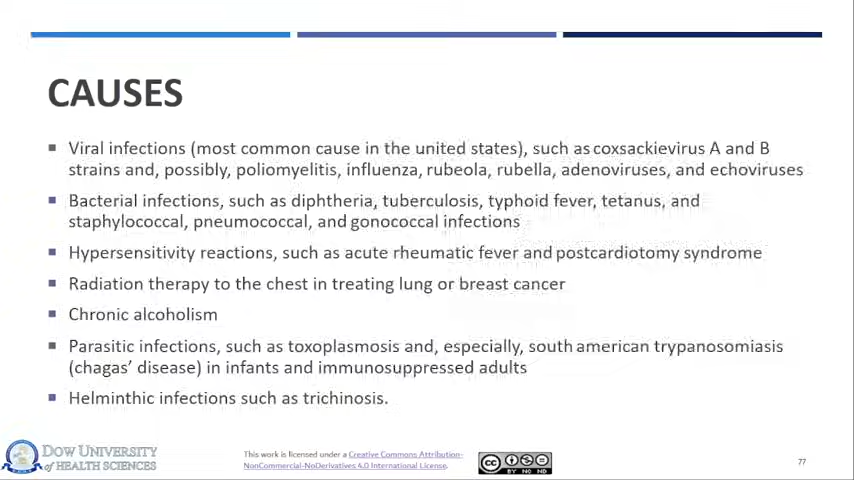 CAUSES
Viral infections (most common cause in the united states), such as coxsackievirus A and B
strains and, possibly, poliomyelitis, influenza, rubeola, rubella, adenoviruses, and echoviruses
Bacterial infections, such as diphtheria, tuberculosis, typhoid fever, tetanus, and
staphylococcal, pneumococcal, and gonococcal infections
Hypersensitivity reactions, such as acute rheumatic fever and postcardiotomy syndrome
Radiation therapy to the chest in treating lung or breast cancer
Chronic alcoholism
Parasitic infections, such as toxoplasmosis and, especially, south american trypanosomiasis
(chagas’ disease) in infants and immunosuppressed adults
Helminthic infections such as trichinosis.
DOW UNIVERSITY
of HEALTH SCIENCES
This work is licensed under a Creative Commons Attribution-
NonCommercial-NoDerivatives 4.0 International License.
cc
BY NC ND
77